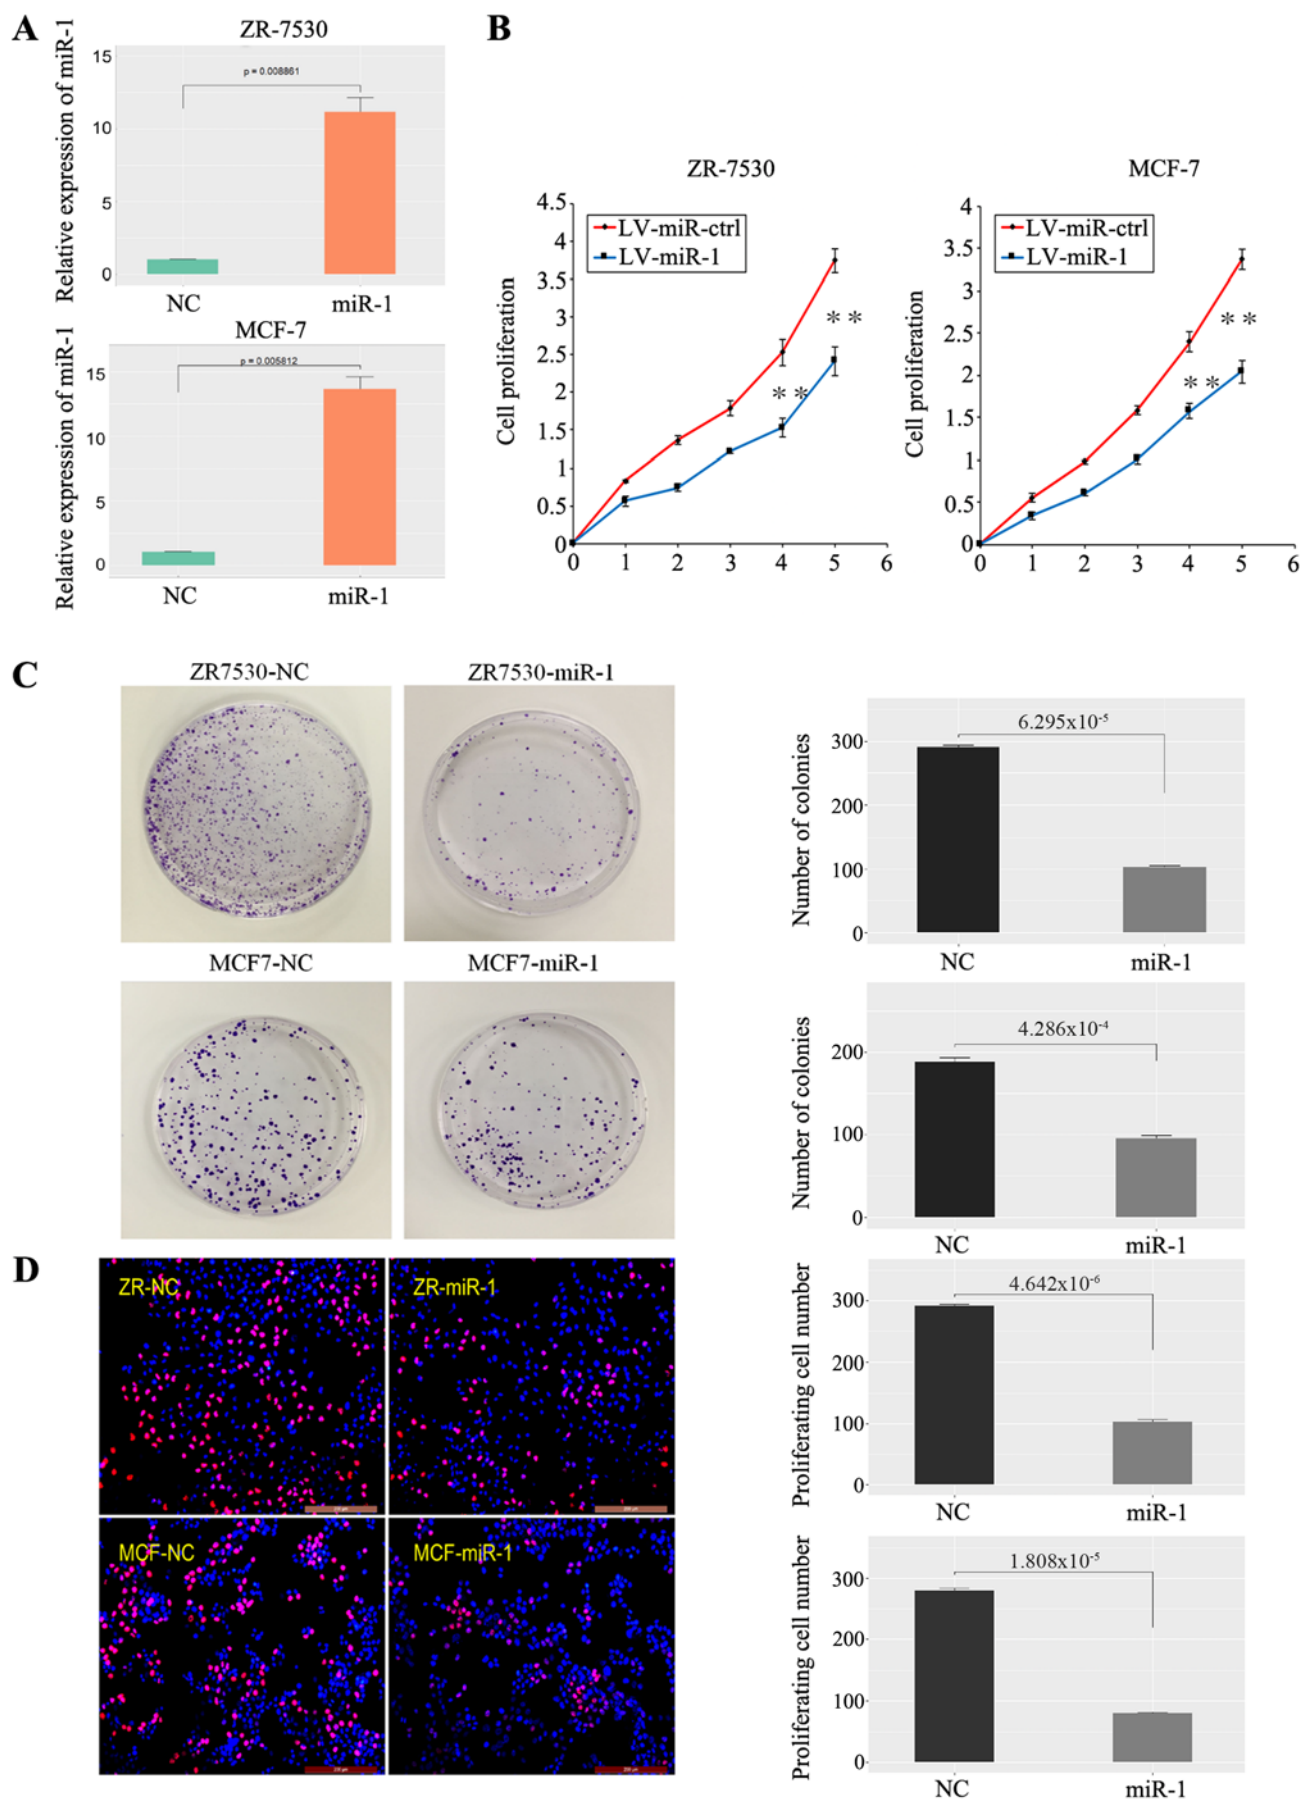 A
ZR-7530
Relative expression of miR-1
15
10
5
0
p = 0.008861
NC
miR-1
MCF-7
Relative expression of miR-1
15
10
5
0
p = 0.005812
NC
miR-1
B
ZR-7530
Cell proliferation
4.5
4
3.5
3
2.5
2
1.5
1
0.5
0
LV-miR-ctrl
LV-miR-1
**
**
0 1 2 3 4 5 6
MCF-7
Cell proliferation
4
3.5
3
2.5
2
1.5
1
0.5
0
LV-miR-ctrl
LV-miR-1
**
**
0 1 2 3 4 5 6
C
ZR7530-NC
ZR7530-miR-1
MCF7-NC
MCF7-miR-1
Number of colonies
300
200
100
0
6.295x10-5
NC
miR-1
Number of colonies
200
100
0
4.286x10-4
NC
miR-1
D
ZR-NC
ZR-miR-1
MCF-NC
MCF-miR-1
Proliferating cell number
300
200
100
0
4.642x10-6
NC
miR-1
Proliferating cell number
300
200
100
0
1.808x10-5
NC
miR-1